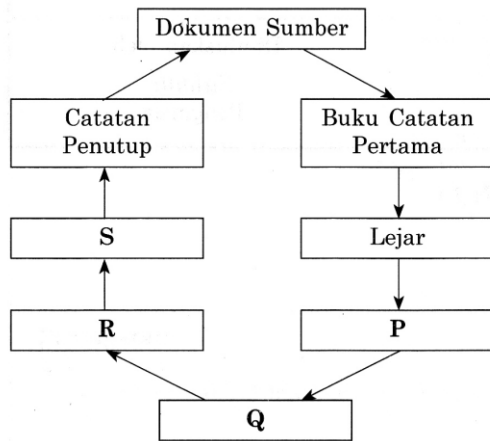 Dokumen Sumber
Catatan
Penutup
Buku Catatan
Pertama
S
Lejar
R
P
Q